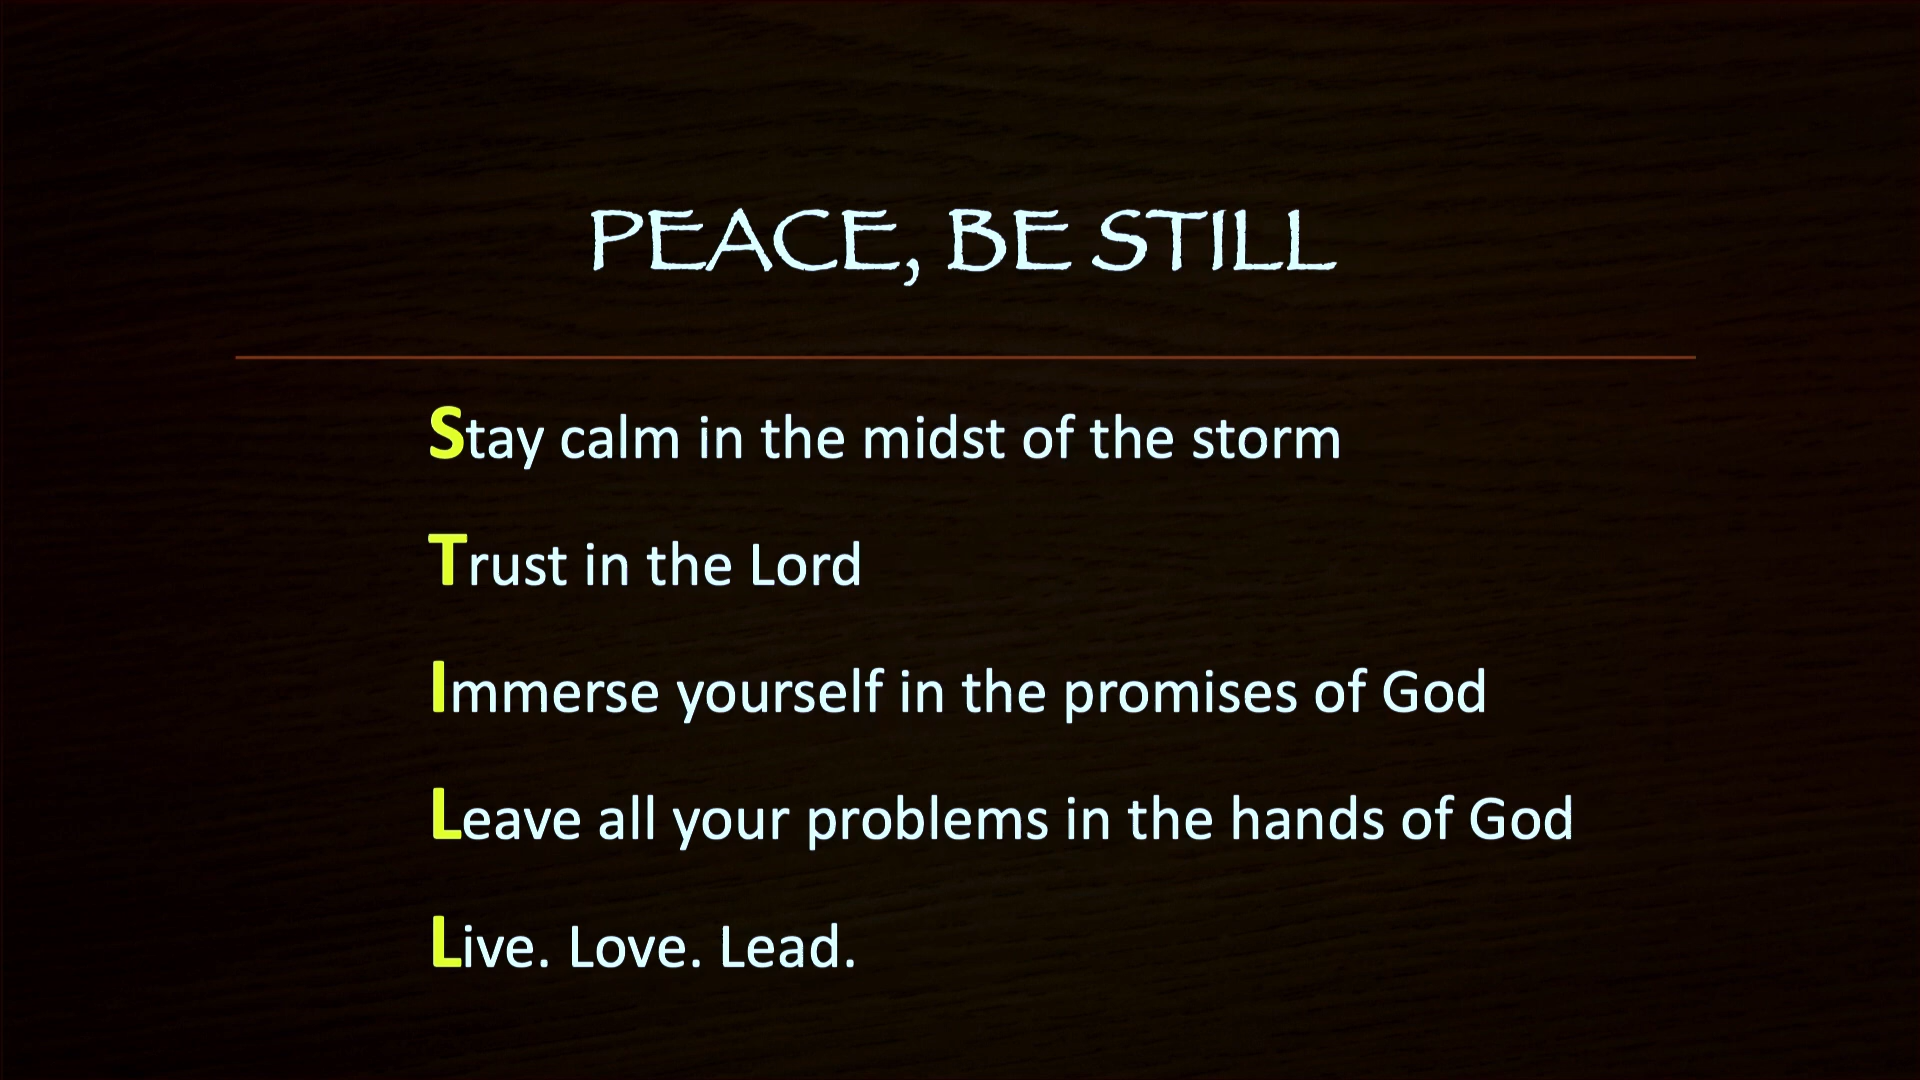 PEACE, BE STILL
Stay calm in the midst of the storm
Trust in the Lord
Immerse yourself in the promises of God
Leave all your problems in the hands of God
Live. Love. Lead.